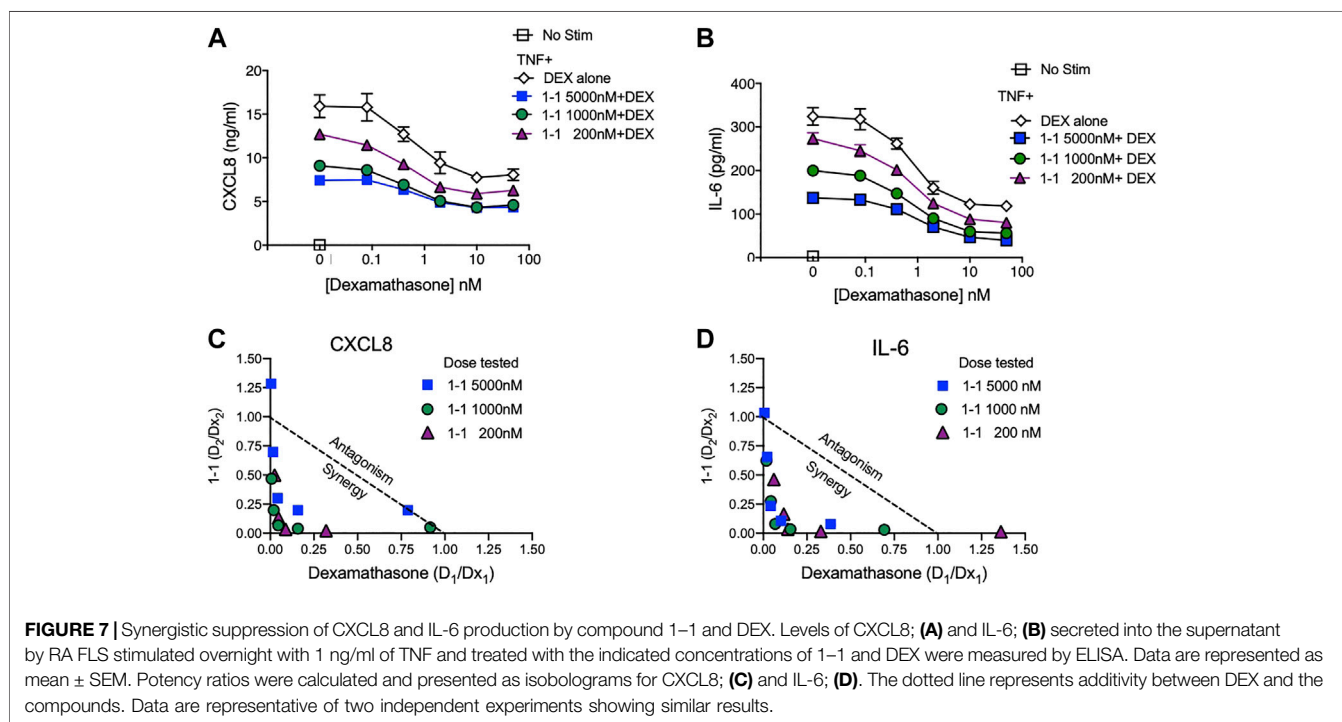 A
No Stim
TNF+
DEX alone
1-1 5000nM+DEX
1-1 1000nM+DEX
1-1 200nM+DEX
CXCL8 (ng/ml)
20
15
10
5
0
0 0.1 1 10 100
[Dexamathasone] nM
B
No Stim
TNF+
DEX alone
1-1 5000nM+ DEX
1-1 1000nM+ DEX
1-1 200nM+ DEX
IL-6 (pg/ml)
400
300
200
100
0
0 0.1 1 10 100
[Dexamathasone] nM
C
CXCL8
Dose tested
1-1 5000nM
1-1 1000nM
1-1 200nM
1-1 (D₂/Dx₂)
1.50
1.25
1.00
0.75
0.50
0.25
0.00
Antagonism
Synergy
0.00 0.25 0.50 0.75 1.00 1.25 1.50
Dexamathasone (D₁/Dx₁)
D
IL-6
Dose tested
1-1 5000 nM
1-1 1000 nM
1-1 200 nM
1-1 (D₂/Dx₂)
1.50
1.25
1.00
0.75
0.50
0.25
0.00
Antagonism
Synergy
0.00 0.25 0.50 0.75 1.00 1.25 1.50
Dexamathasone (D₁/Dx₁)
FIGURE 7 | Synergistic suppression of CXCL8 and IL-6 production by compound 1–1 and DEX. Levels of CXCL8; (A) and IL-6; (B) secreted into the supernatant
by RA FLS stimulated overnight with 1 ng/ml of TNF and treated with the indicated concentrations of 1–1 and DEX were measured by ELISA. Data are represented as
mean ± SEM. Potency ratios were calculated and presented as isobolograms for CXCL8; (C) and IL-6; (D). The dotted line represents additivity between DEX and the
compounds. Data are representative of two independent experiments showing similar results.